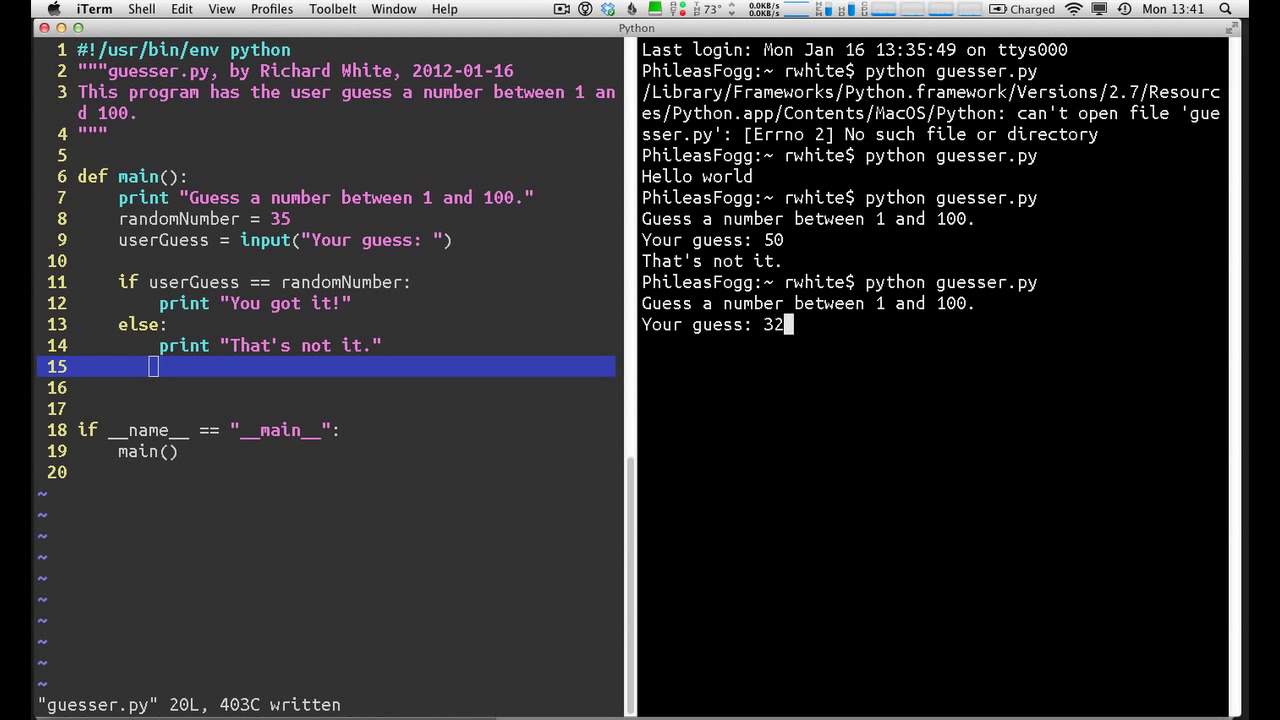 iTerm Shell Edit View Profiles Toolbelt Window Help 73° 0.0KB/s 0.0KB/s Charged Mon 13:41
Python
1 #!/usr/bin/env python
2 """guesser.py, by Richard White, 2012-01-16
3 This program has the user guess a number between 1 an
d 100.
4 """
5
6 def main():
7     print "Guess a number between 1 and 100."
8     randomNumber = 35
9     userGuess = input("Your guess: ")
10
11     if userGuess == randomNumber:
12         print "You got it!"
13     else:
14         print "That's not it."
15
16
17
18 if __name__ == "__main__":
19     main()
20
~
~
~
~
~
~
~
~
~
~
"guesser.py" 20L, 403C written
Last login: Mon Jan 16 13:35:49 on ttys000
PhileasFogg:~ rwhite$ python guesser.py
/Library/Frameworks/Python.framework/Versions/2.7/Resourc
es/Python.app/Contents/MacOS/Python: can't open file 'gue
sser.py': [Errno 2] No such file or directory
PhileasFogg:~ rwhite$ python guesser.py
Hello world
PhileasFogg:~ rwhite$ python guesser.py
Guess a number between 1 and 100.
Your guess: 50
That's not it.
PhileasFogg:~ rwhite$ python guesser.py
Guess a number between 1 and 100.
Your guess: 32